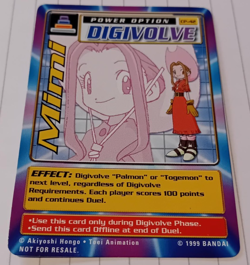 POWER OPTION
DIGIVOLVE
Mimi
EFFECT: Digivolve "Palmon" or "Togemon" to
next level, regardless of Digivolve
Requirements. Each player scores 100 points
and continues Duel.
•Use this card only during Digivolve Phase.
•Send this card Offline at end of Duel.
© Akiyoshi Hongo • Toei Animation © 1999 BANDAI
NOT FOR RESALE.